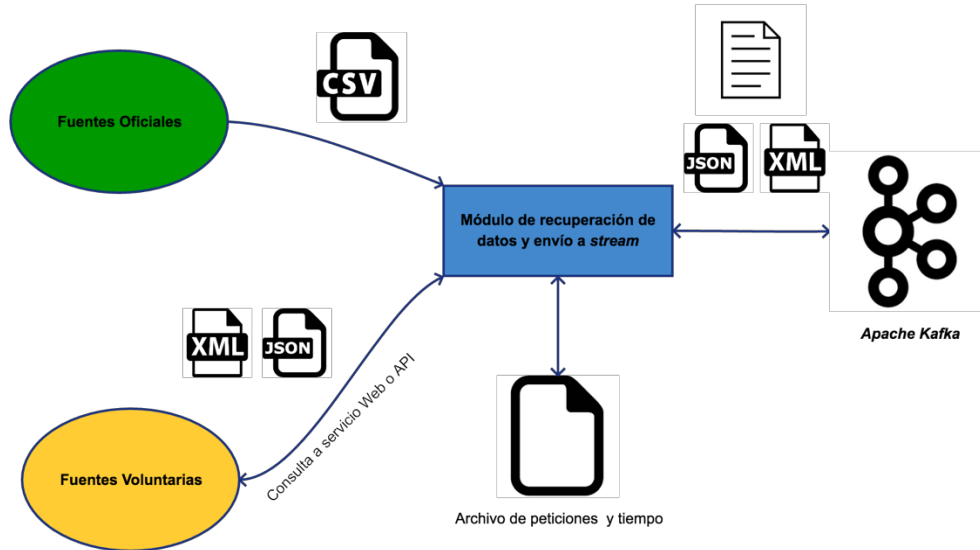 CSV
Fuentes Oficiales
JSON
XML
Módulo de recuperación de
datos y envío a stream
Apache Kafka
XML
JSON
Consulta a servicio Web o API
Fuentes Voluntarias
Archivo de peticiones y tiempo